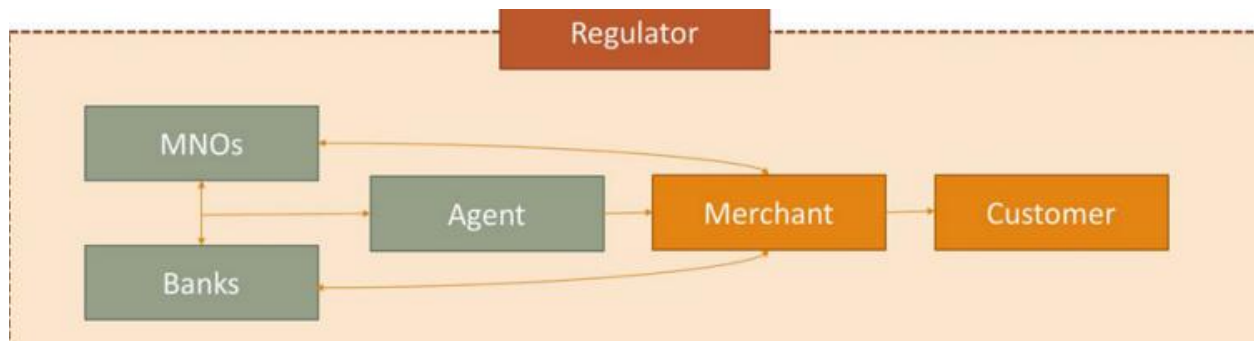 Regulator
MNOs
Agent
Merchant
Customer
Banks